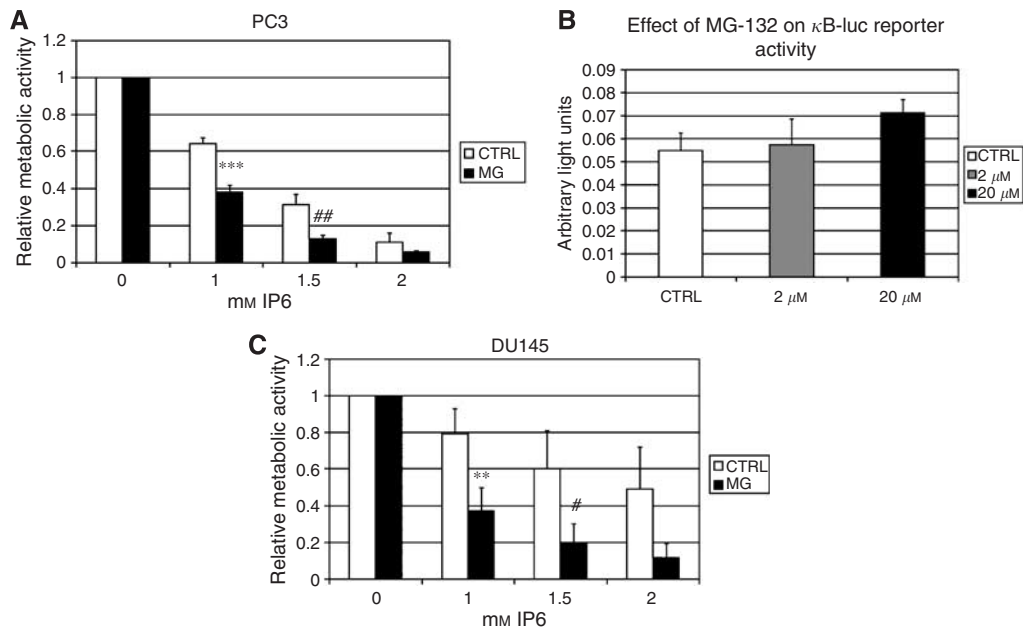 A
PC3
Relative metabolic activity
1.2
1
0.8
0.6
0.4
0.2
0
***
##
0 1 1.5 2
mM IP6
CTRL
MG
B
Effect of MG-132 on κB-luc reporter
activity
Arbitrary light units
0.09
0.08
0.07
0.06
0.05
0.04
0.03
0.02
0.01
0
CTRL 2 μM 20 μM
CTRL
2 μM
20 μM
C
DU145
Relative metabolic activity
1.2
1
0.8
0.6
0.4
0.2
0
**
#
0 1 1.5 2
mM IP6
CTRL
MG